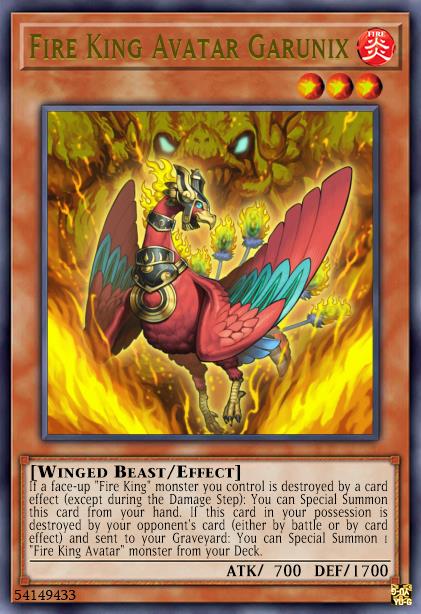 FIRE KING AVATAR GARUNIX
FIRE
炎
[WINGED BEAST/EFFECT]
If a face-up "Fire King" monster you control is destroyed by a card
effect (except during the Damage Step): You can Special Summon
this card from your hand. If this card in your possession is
destroyed by your opponent's card (either by battle or by card
effect) and sent to your Graveyard: You can Special Summon 1
"Fire King Avatar" monster from your Deck.
ATK/ 700 DEF/1700
54149433